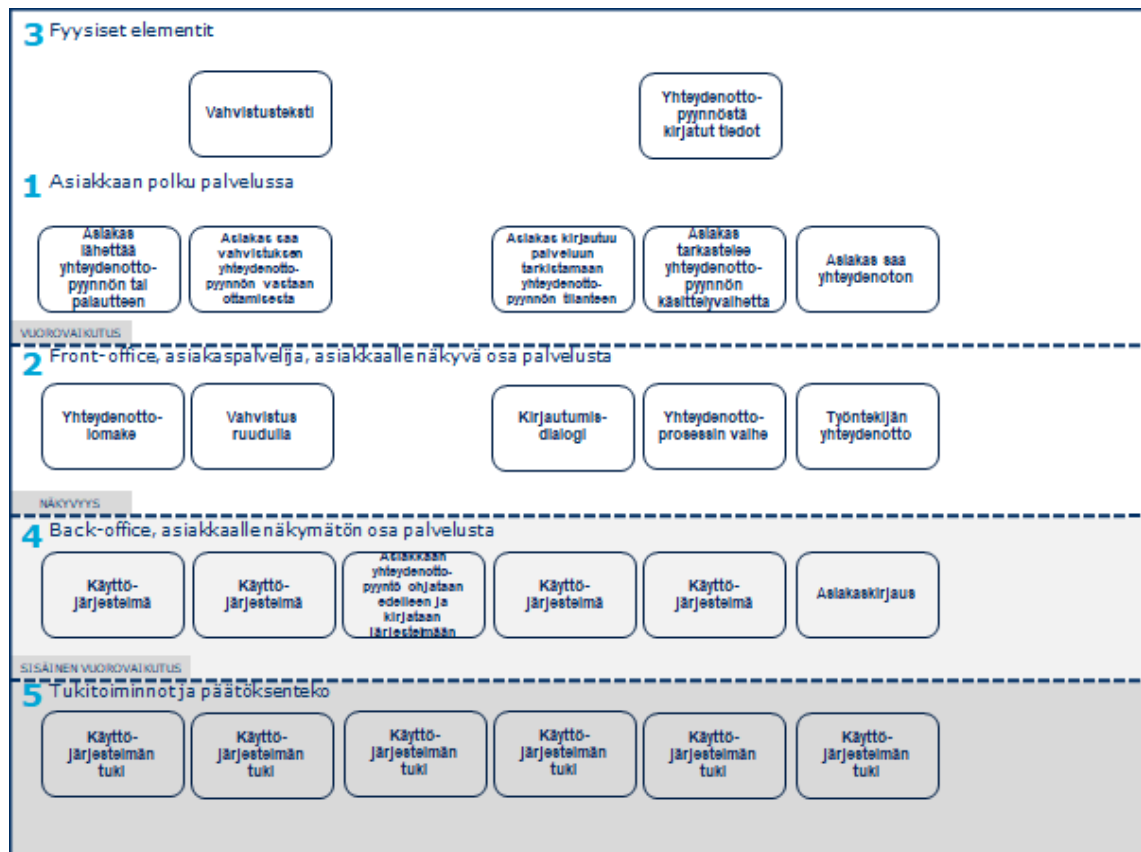 3 Fyysiset elementit
Vahvistusteksti
Yhteydenotto-
pyynnöstä
kirjatut tiedot
1 Asiakkaan polku palvelussa
Asiakas
lähettää
yhteydenotto-
pyynnön tai
palautteen
Asiakas saa
vahvistuksen
yhteydenotto-
pyynnön vastaan
ottamisesta
Asiakas kirjautuu
palveluun
tarkistamaan
yhteydenotto-
pyynnön tilanteen
Asiakas
tarkastelee
yhteydenotto-
pyynnön
käsittelyvaihetta
Asiakas saa
yhteydenoton
VUOROVAIKUTUS
2 Front-office, asiakaspalvelija, asiakkaalle näkyvä osa palvelusta
Yhteydenotto-
lomake
Vahvistus
ruudulla
Kirjautumis-
dialogi
Yhteydenotto-
prosessin vaihe
Työntekijän
yhteydenotto
NÄKYVYYS
4 Back-office, asiakkaalle näkymätön osa palvelusta
Käyttö-
järjestelmä
Käyttö-
järjestelmä
Asiakkaan
yhteydenotto-
pyyntö ohjataan
edelleen ja
kirjataan
järjestelmään
Käyttö-
järjestelmä
Käyttö-
järjestelmä
Asiakaskirjaus
SISÄINEN VUOROVAIKUTUS
5 Tukitoiminnot ja päätöksenteko
Käyttö-
järjestelmän
tuki
Käyttö-
järjestelmän
tuki
Käyttö-
järjestelmän
tuki
Käyttö-
järjestelmän
tuki
Käyttö-
järjestelmän
tuki
Käyttö-
järjestelmän
tuki